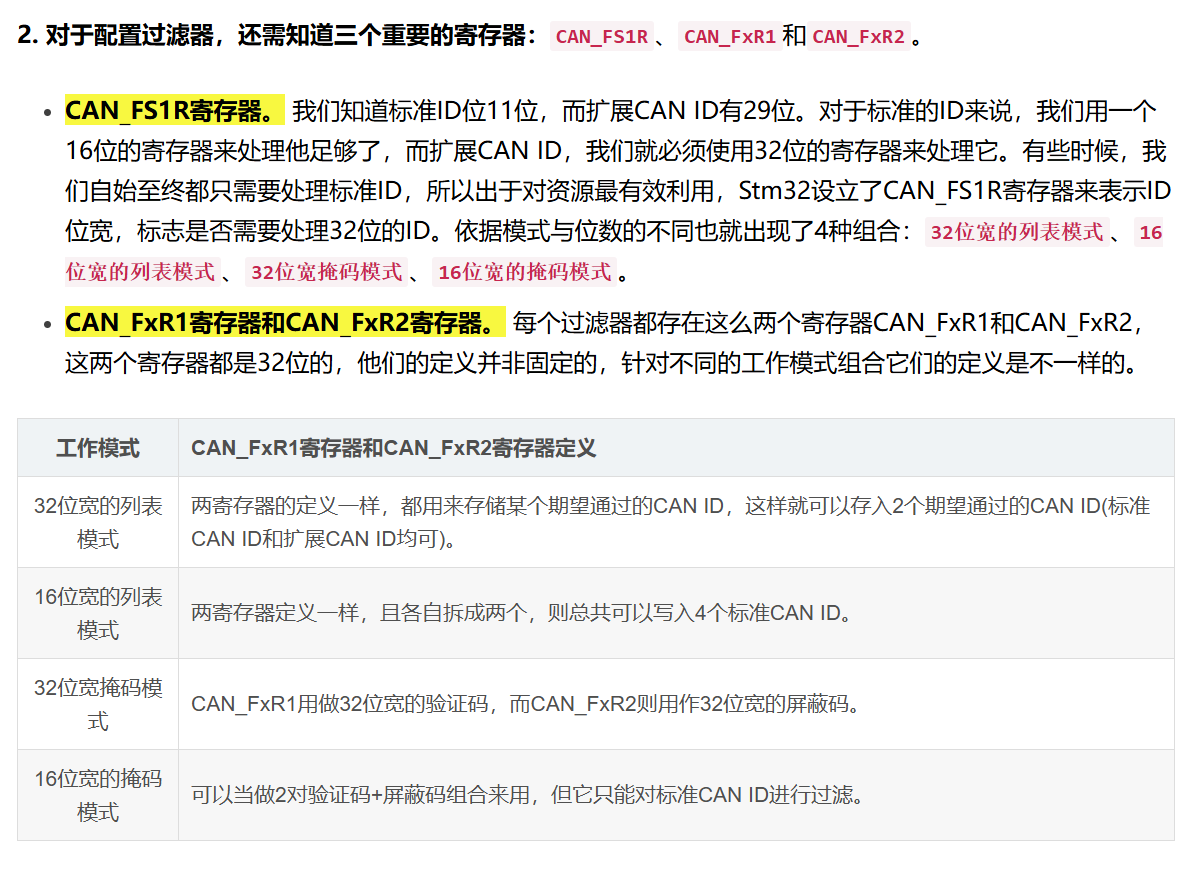 2. 对于配置过滤器，还需知道三个重要的寄存器： CAN_FS1R 、 CAN_FxR1 和 CAN_FxR2 。
• CAN_FS1R寄存器。 我们知道标准ID位11位，而扩展CAN ID有29位。对于标准的ID来说，我们用一个
16位的寄存器来处理他足够了，而扩展CAN ID，我们就必须使用32位的寄存器来处理它。有些时候，我
们自始至终都只需要处理标准ID，所以出于对资源最有效利用，Stm32设立了CAN_FS1R寄存器来表示ID
位宽，标志是否需要处理32位的ID。依据模式与位数的不同也就出现了4种组合： 32位宽的列表模式 、 16
位宽的列表模式 、 32位宽掩码模式 、 16位宽的掩码模式 。
• CAN_FxR1寄存器和CAN_FxR2寄存器。 每个过滤器都存在这么两个寄存器CAN_FxR1和CAN_FxR2，
这两个寄存器都是32位的，他们的定义并非固定的，针对不同的工作模式组合它们的定义是不一样的。
工作模式 CAN_FxR1寄存器和CAN_FxR2寄存器定义
32位宽的列表
模式
两寄存器的定义一样，都用来存储某个期望通过的CAN ID，这样就可以存入2个期望通过的CAN ID(标准
CAN ID和扩展CAN ID均可)。
16位宽的列表
模式
两寄存器定义一样，且各自拆成两个，则总共可以写入4个标准CAN ID。
32位宽掩码模
式
CAN_FxR1用做32位宽的验证码，而CAN_FxR2则用作32位宽的屏蔽码。
16位宽的掩码
模式
可以当做2对验证码+屏蔽码组合来用，但它只能对标准CAN ID进行过滤。